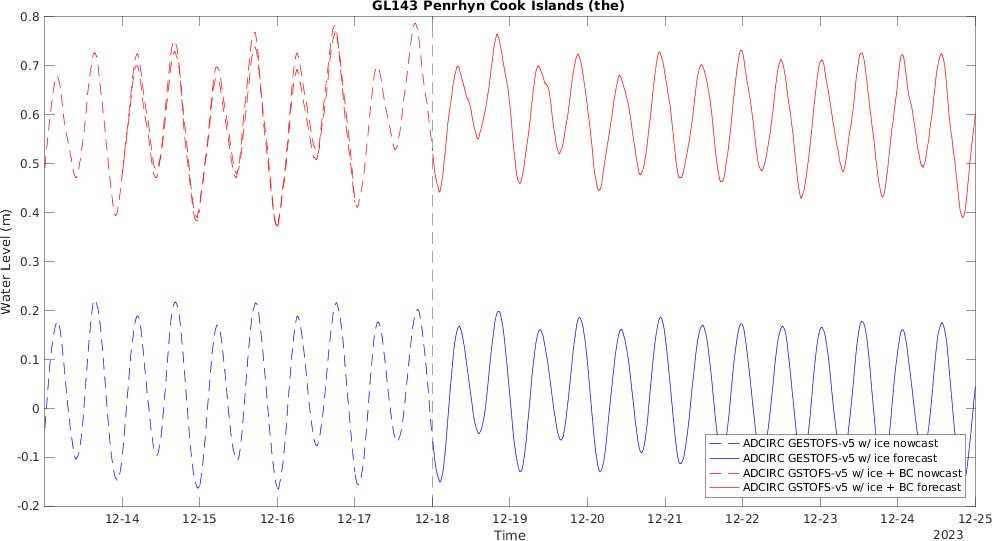 GL143 Penrhyn Cook Islands (the)
Water Level (m)
0.8
0.7
0.6
0.5
0.4
0.3
0.2
0.1
0
-0.1
-0.2
ADCIRC GESTOFS-v5 w/ ice nowcast
ADCIRC GESTOFS-v5 w/ ice forecast
ADCIRC GSTOFS-v5 w/ ice + BC nowcast
ADCIRC GSTOFS-v5 w/ ice + BC forecast
12-14 12-15 12-16 12-17 12-18 12-19 12-20 12-21 12-22 12-23 12-24 12-25
Time
2023